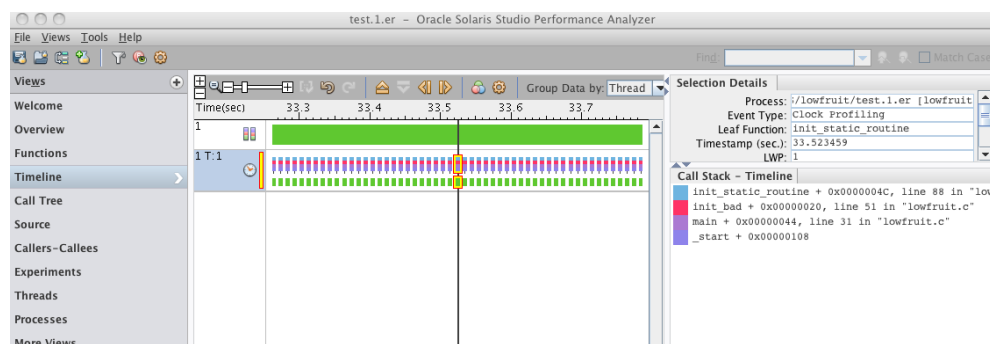 test.1.er - Oracle Solaris Studio Performance Analyzer
File Views Tools Help
Find: Match Case
Views
Welcome
Overview
Functions
Timeline
Call Tree
Source
Callers-Callees
Experiments
Threads
Processes
More Views
Group Data by: Thread
Time(sec) 33.3 33.4 33.5 33.6 33.7
1
1 T:1
Selection Details
Process: :/lowfruit/test.1.er [lowfruit
Event Type: Clock Profiling
Leaf Function: init_static_routine
Timestamp (sec.): 33.523459
LWP: 1
Call Stack - Timeline
init_static_routine + 0x0000004C, line 88 in "low
init_bad + 0x00000020, line 51 in "lowfruit.c"
main + 0x00000044, line 31 in "lowfruit.c"
_start + 0x00000108